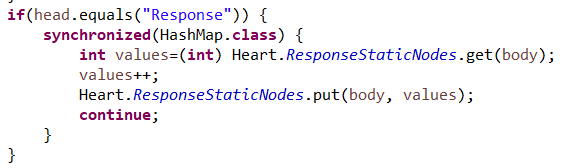 if(head.equals("Response")) {
synchronized(HashMap.class) {
int values=(int) Heart.ResponseStaticNodes.get(body);
values++;
Heart.ResponseStaticNodes.put(body, values);
continue;
}
}